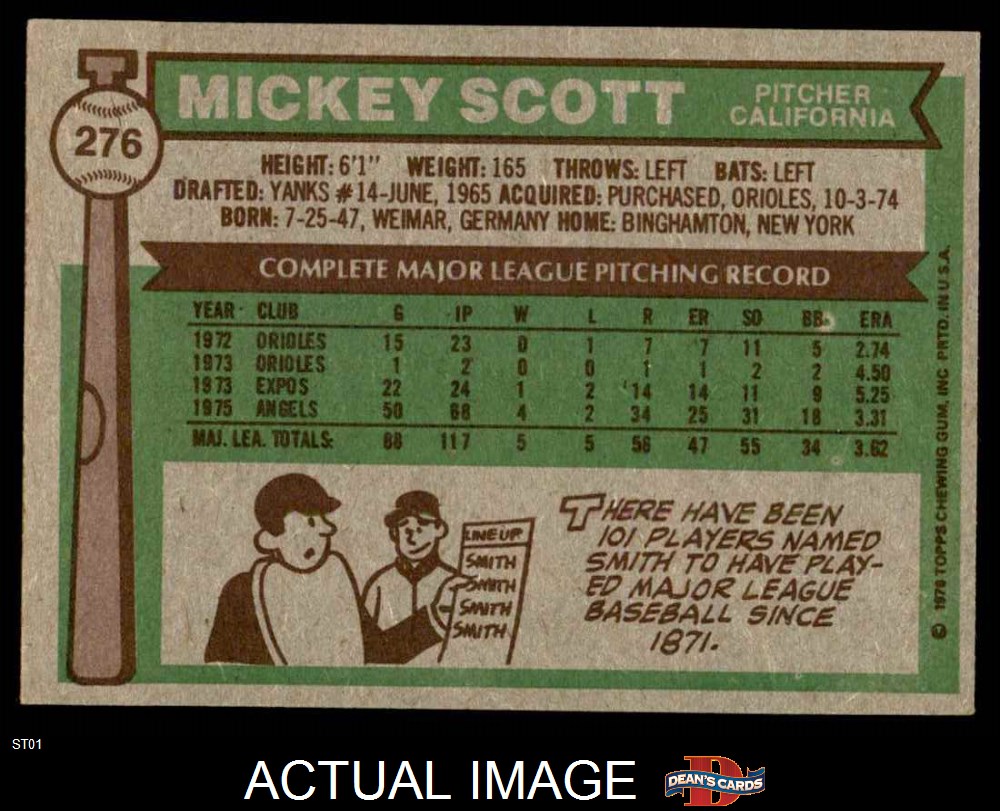 MICKEY SCOTT
PITCHER
CALIFORNIA
276
HEIGHT: 6'1" WEIGHT: 165 THROWS: LEFT BATS: LEFT
DRAFTED: YANKS #14-JUNE, 1965 ACQUIRED: PURCHASED, ORIOLES, 10-3-74
BORN: 7-25-47, WEIMAR, GERMANY HOME: BINGHAMTON, NEW YORK
COMPLETE MAJOR LEAGUE PITCHING RECORD
YEAR CLUB G IP W L R ER SO BB ERA
1972 ORIOLES 15 23 0 1 7 7 11 5 2.74
1973 ORIOLES 1 2 0 0 1 1 2 2 4.50
1973 EXPOS 22 24 1 2 14 14 11 9 5.25
1975 ANGELS 50 68 4 2 34 25 31 18 3.31
MAJ. LEA. TOTALS: 88 117 5 5 56 47 55 34 3.62
LINEUP
SMITH
SMITH
SMITH
SMITH
THERE HAVE BEEN
101 PLAYERS NAMED
SMITH TO HAVE PLAY-
ED MAJOR LEAGUE
BASEBALL SINCE
1871.
© 1976 TOPPS CHEWING GUM, INC PRTD. IN U.S.A.
ST01
ACTUAL IMAGE
D
DEAN'S CARDS